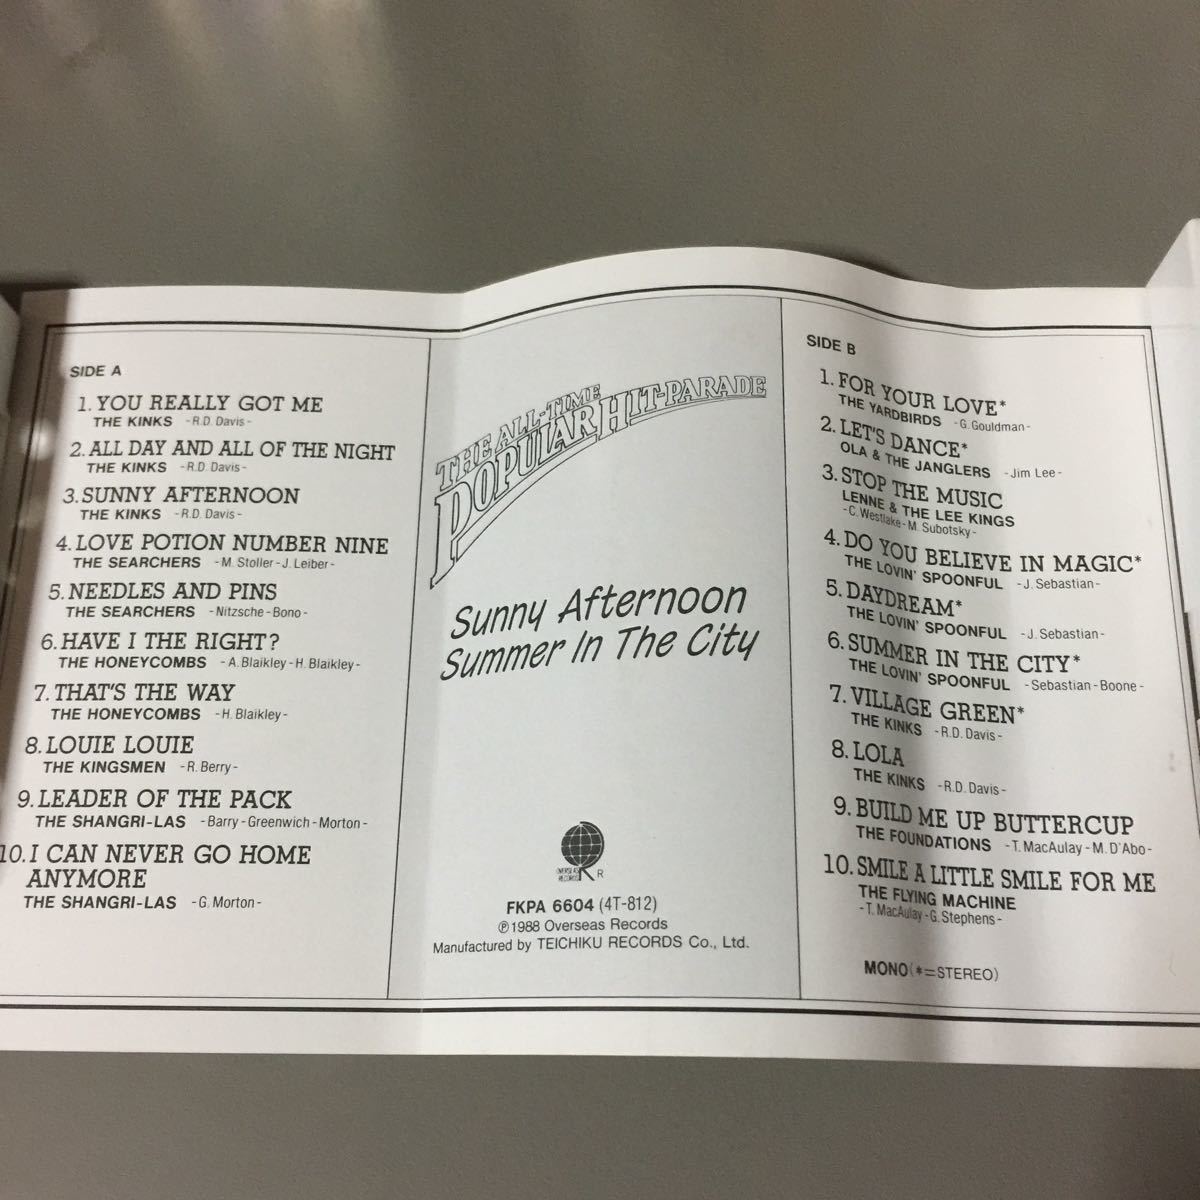 SIDE A
1. YOU REALLY GOT ME
THE KINKS -R.D. Davis-
2. ALL DAY AND ALL OF THE NIGHT
THE KINKS -R.D. Davis-
3. SUNNY AFTERNOON
THE KINKS -R.D. Davis-
4. LOVE POTION NUMBER NINE
THE SEARCHERS -M. Stoller-J. Leiber-
5. NEEDLES AND PINS
THE SEARCHERS -Nitzsche-Bono-
6. HAVE I THE RIGHT?
THE HONEYCOMBS -A. Blaikley-H. Blaikley-
7. THAT'S THE WAY
THE HONEYCOMBS -H. Blaikley-
8. LOUIE LOUIE
THE KINGSMEN -R. Berry-
9. LEADER OF THE PACK
THE SHANGRI-LAS -Barry-Greenwich-Morton-
10. I CAN NEVER GO HOME
ANYMORE
THE SHANGRI-LAS -G. Morton-
THE ALL-TIME
POPULAR HIT-PARADE
Sunny Afternoon
Summer In The City
OVERSEAS
RECORDS
R
FKPA 6604 (4T-812)
℗1988 Overseas Records
Manufactured by TEICHIKU RECORDS Co., Ltd.
SIDE B
1. FOR YOUR LOVE*
THE YARDBIRDS -G. Gouldman-
2. LET'S DANCE*
OLA & THE JANGLERS -Jim Lee-
3. STOP THE MUSIC
LENNE & THE LEE KINGS
-C. Westlake-M. Subotsky-
4. DO YOU BELIEVE IN MAGIC*
THE LOVIN' SPOONFUL -J. Sebastian-
5. DAYDREAM*
THE LOVIN' SPOONFUL -J. Sebastian-
6. SUMMER IN THE CITY*
THE LOVIN' SPOONFUL -Sebastian-Boone-
7. VILLAGE GREEN*
THE KINKS -R.D. Davis-
8. LOLA
THE KINKS -R.D. Davis-
9. BUILD ME UP BUTTERCUP
THE FOUNDATIONS -T. MacAulay-M. D'Abo-
10. SMILE A LITTLE SMILE FOR ME
THE FLYING MACHINE
-T. MacAulay-G. Stephens-
MONO(*=STEREO)